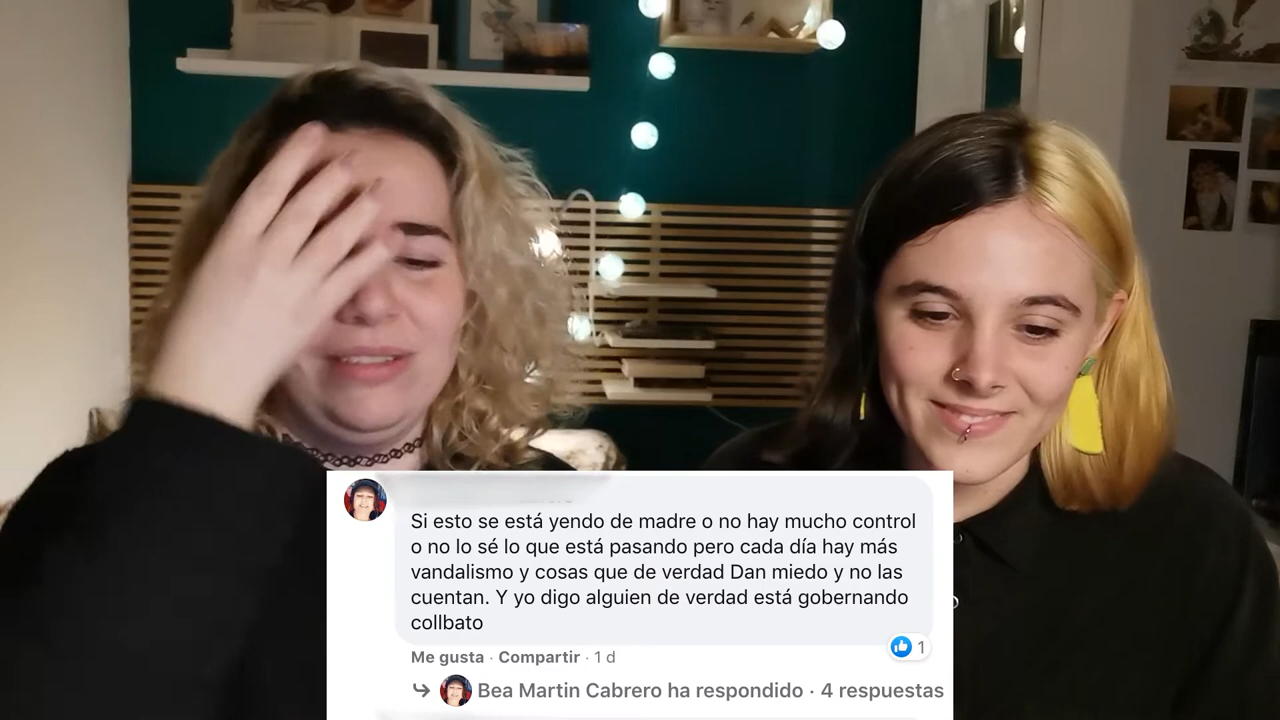 Si esto se está yendo de madre o no hay mucho control
o no lo sé lo que está pasando pero cada día hay más
vandalismo y cosas que de verdad Dan miedo y no las
cuentan. Y yo digo alguien de verdad está gobernando
collbato
1
Me gusta · Compartir · 1 d
Bea Martin Cabrero ha respondido · 4 respuestas